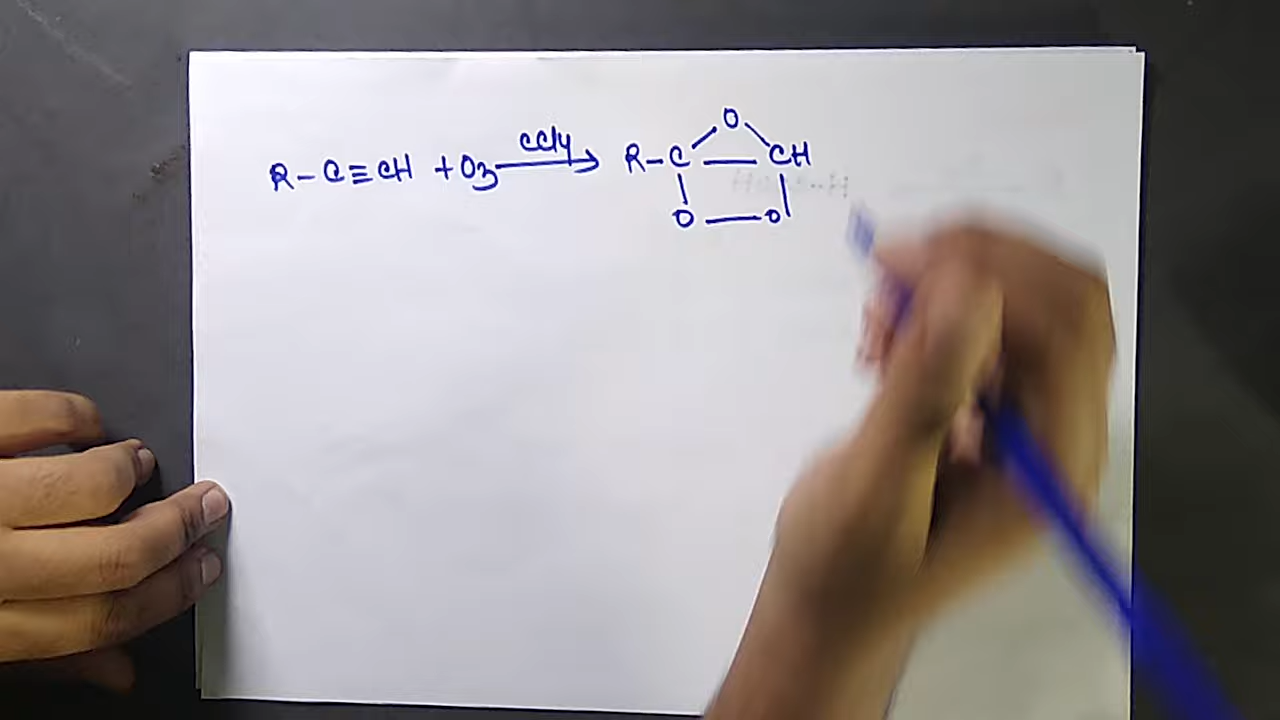 O
R-C≡CH + O3 CCl4 R-C CH
O O